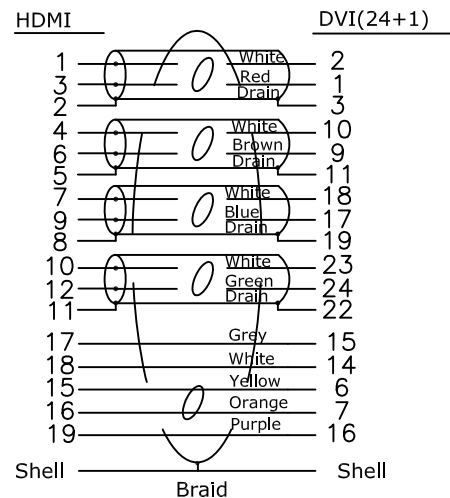 HDMI DVI(24+1)
1 White 2
3 Red 1
2 Drain 3
4 White 10
6 Brown 9
5 Drain 11
7 White 18
9 Blue 17
8 Drain 19
10 White 23
12 Green 24
11 Drain 22
17 Grey 15
18 White 14
15 Yellow 6
16 Orange 7
19 Purple 16
Shell Shell
Braid